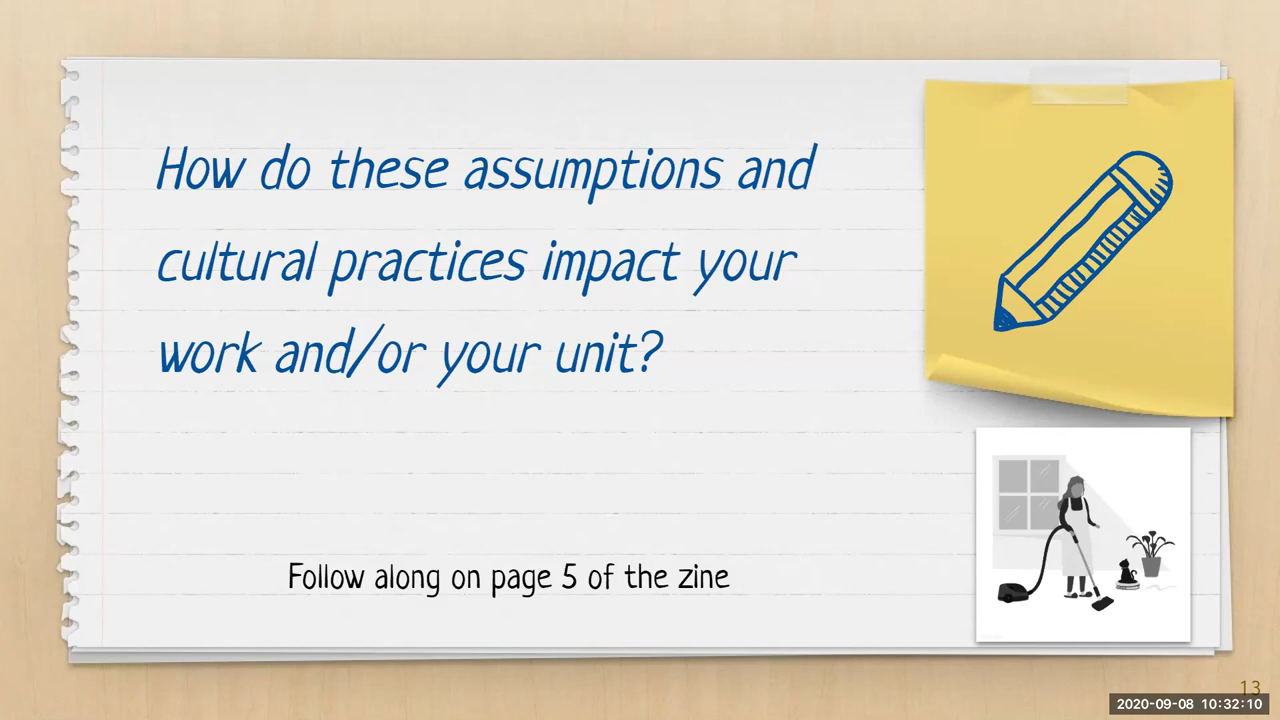 How do these assumptions and
cultural practices impact your
work and/or your unit?
Follow along on page 5 of the zine
13
2020-09-08 10:32:10